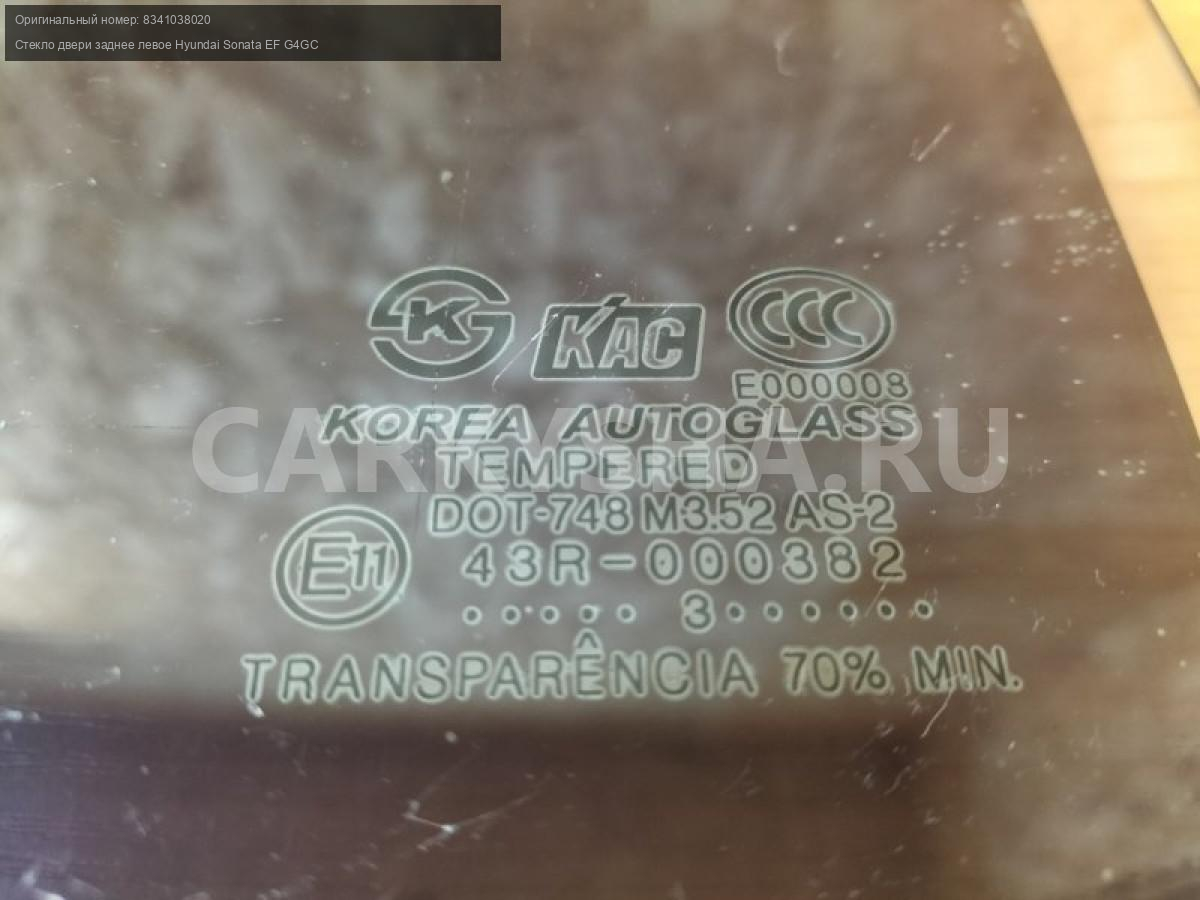 Оригинальный номер: 8341038020
Стекло двери заднее левое Hyundai Sonata EF G4GC
K KAC CCC
E000008
KOREA AUTOGLASS
CARUSHA.RU
TEMPERED
DOT-748 M3.52 AS-2
E11 43R-000382
..... 3......
TRANSPARÊNCIA 70% MIN.